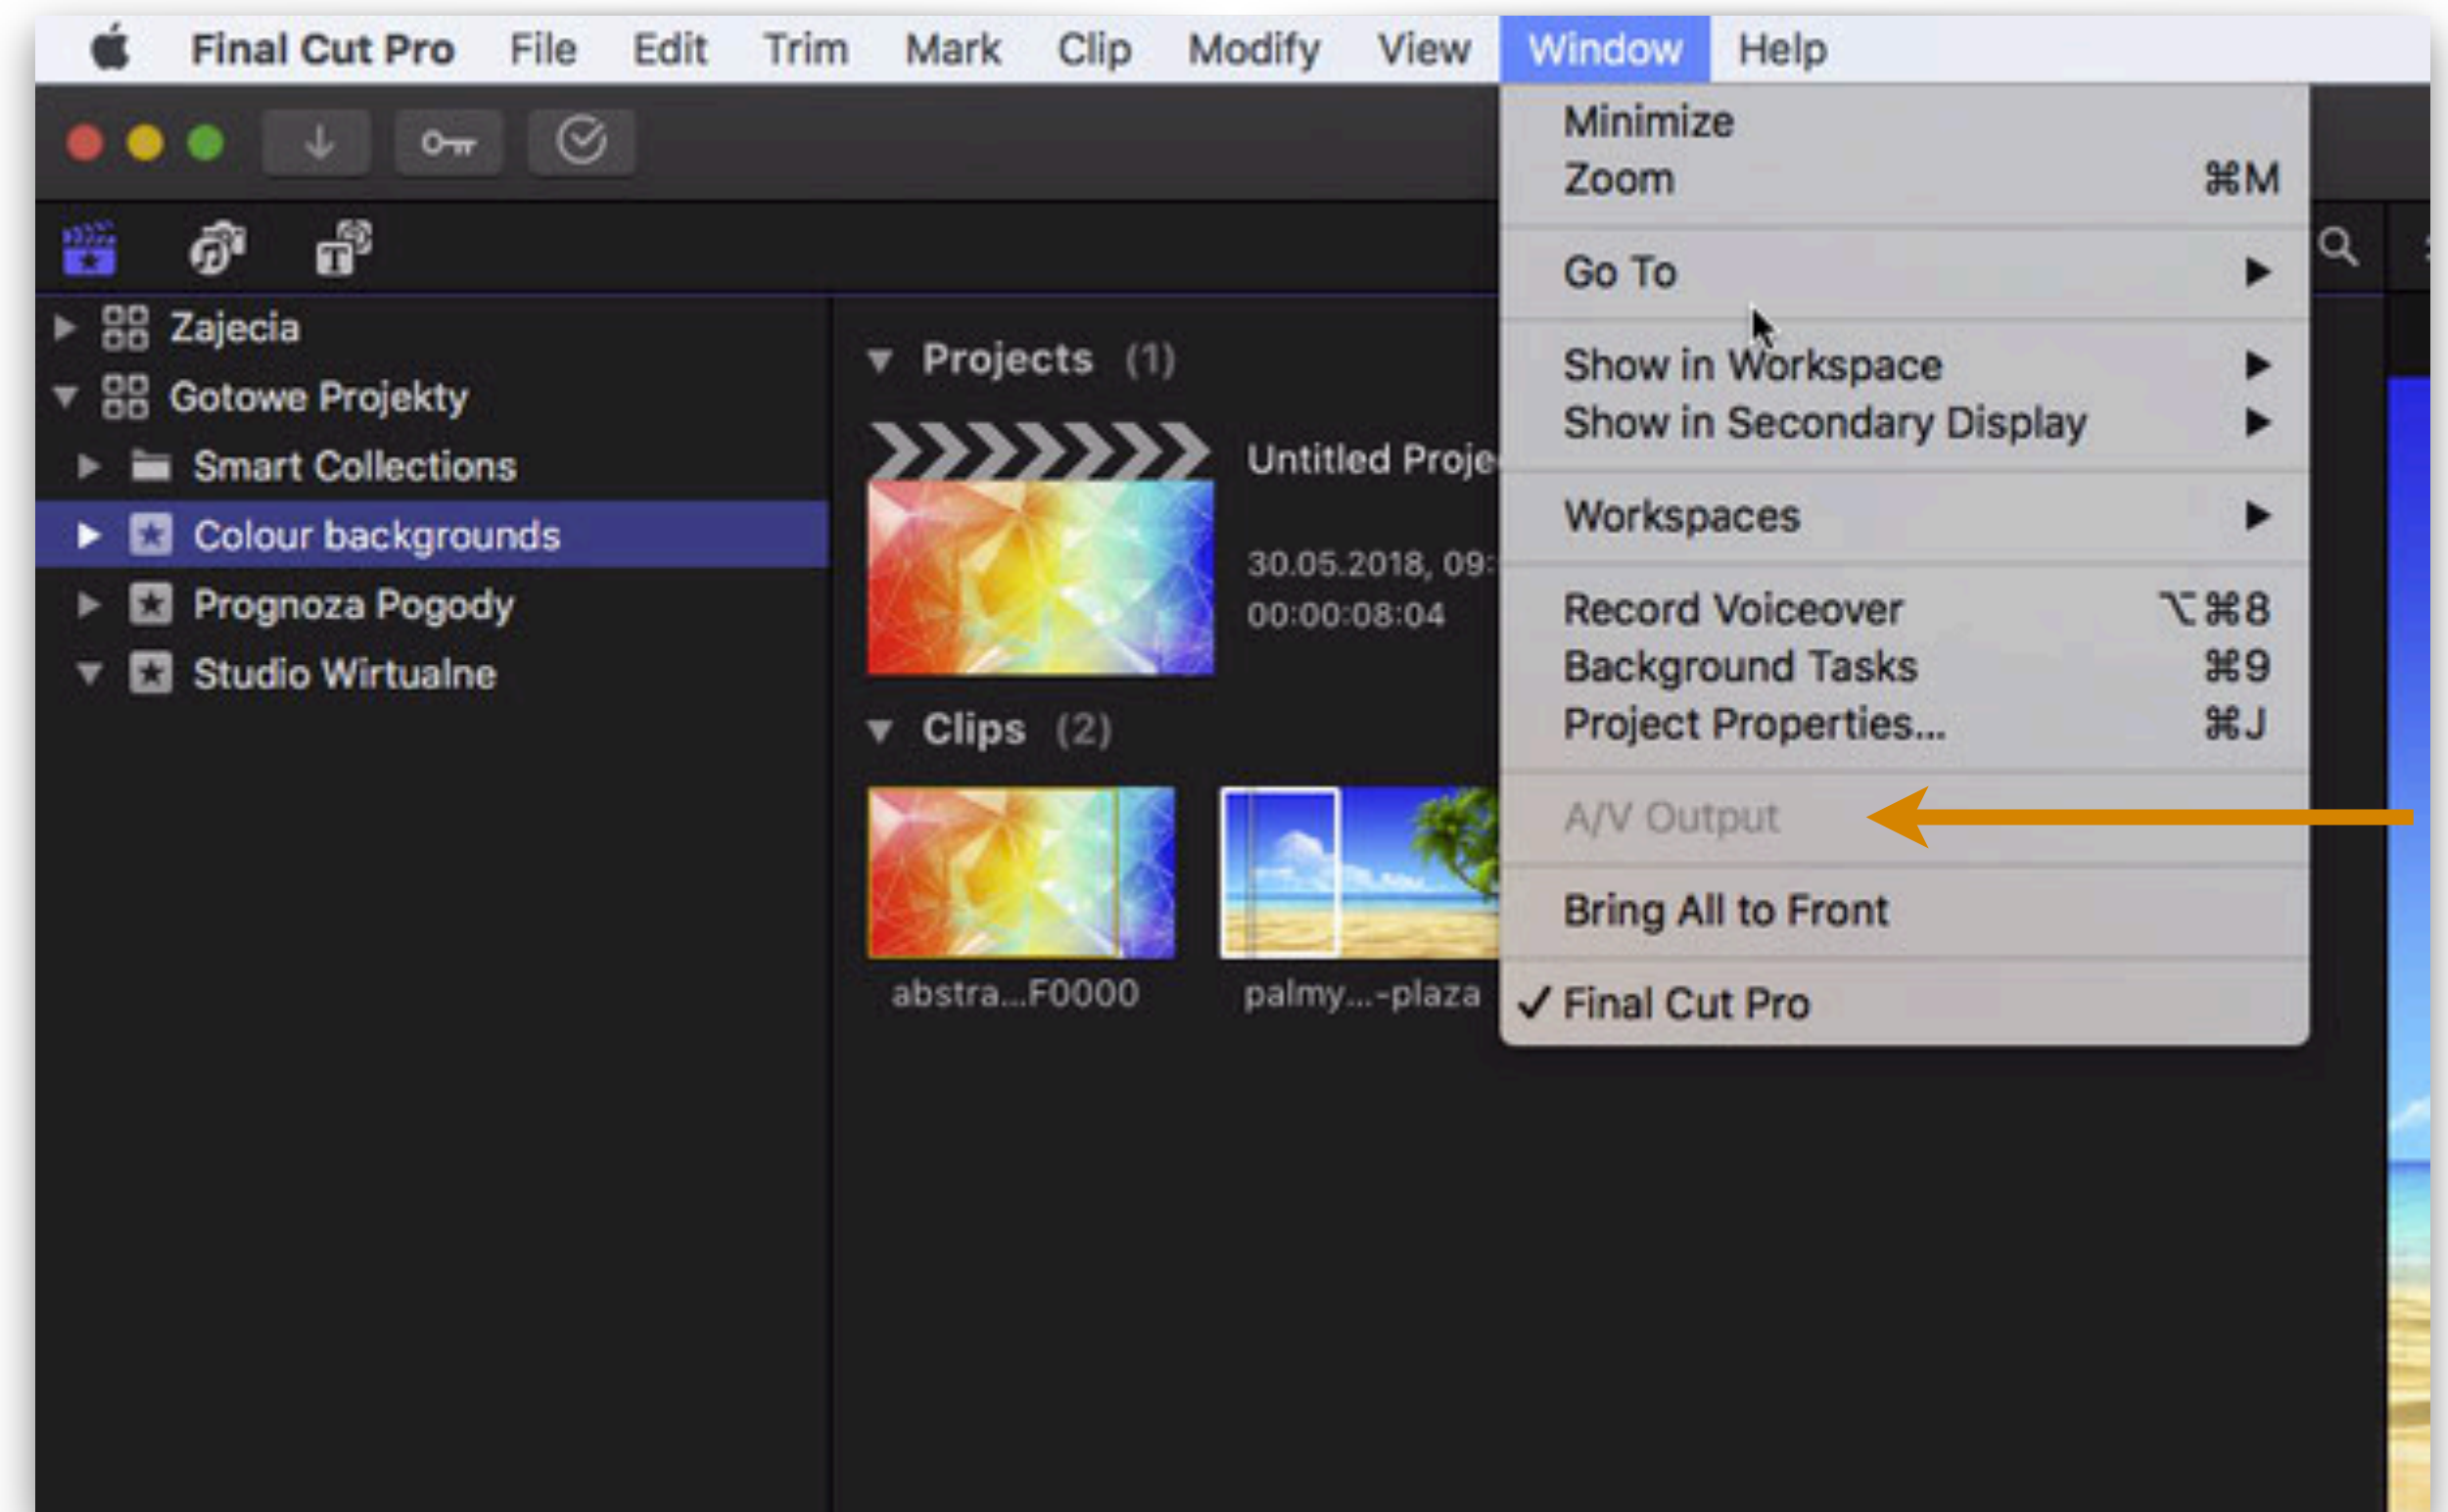 Final Cut Pro File Edit Trim Mark Clip Modify View Window Help
Zajecia
Gotowe Projekty
Smart Collections
Colour backgrounds
Prognoza Pogody
Studio Wirtualne
Projects (1)
Untitled Proje
30.05.2018, 09:
00:00:08:04
Clips (2)
abstra...F0000
palmy...-plaza
Minimize
Zoom ⌘M
Go To
Show in Workspace
Show in Secondary Display
Workspaces
Record Voiceover ⌥⌘8
Background Tasks ⌘9
Project Properties... ⌘J
A/V Output
Bring All to Front
✓ Final Cut Pro